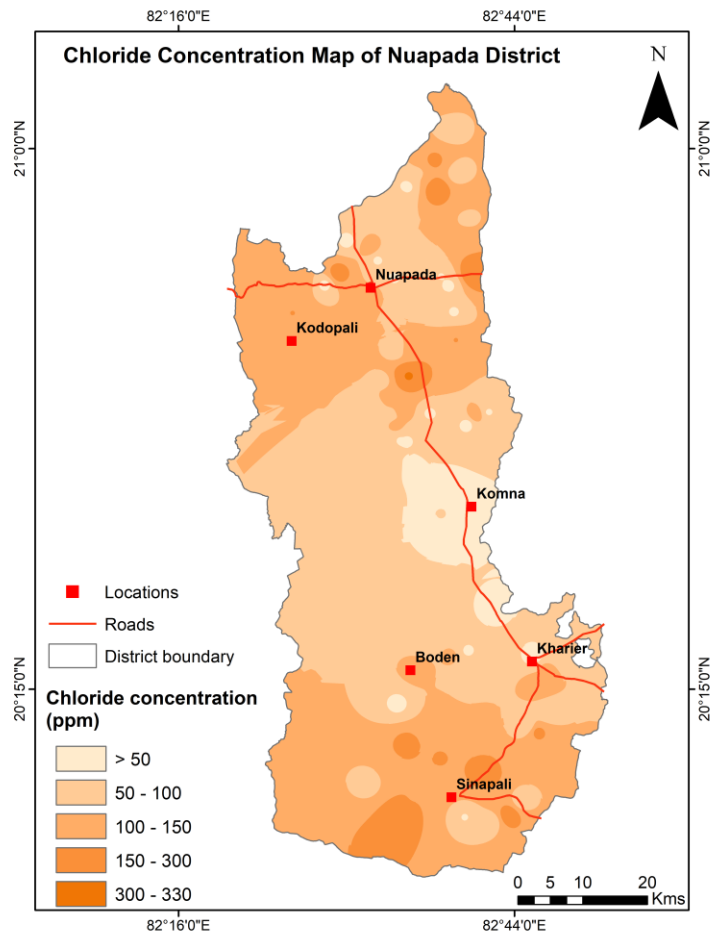 82°16'0"E
82°44'0"E
Chloride Concentration Map of Nuapada District
N
21°0'0"N
21°0'0"N
Nuapada
Kodopali
Komna
Locations
Roads
District boundary
Kharier
Boden
20°15'0"N
20°15'0"N
Chloride concentration
(ppm)
> 50
50 - 100
100 - 150
150 - 300
300 - 330
Sinapali
0 5 10 20
Kms
82°16'0"E
82°44'0"E